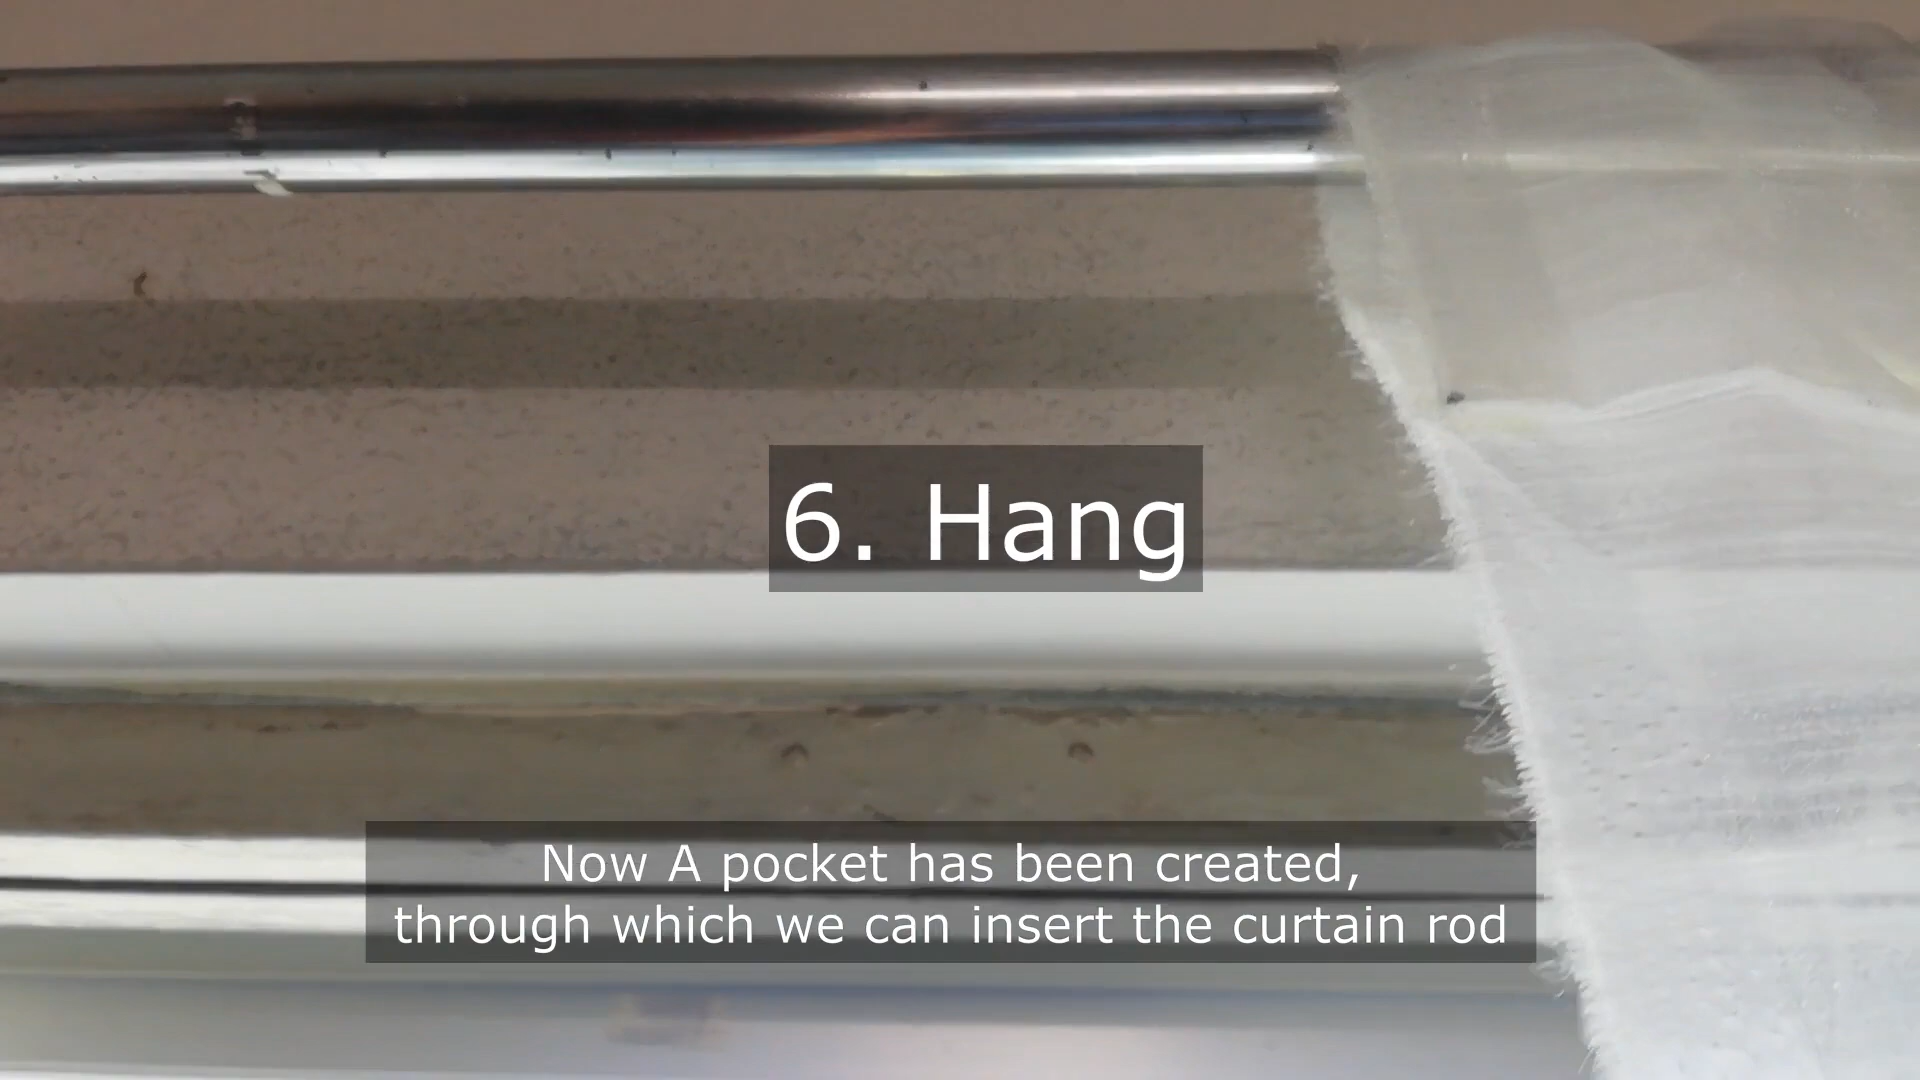 6. Hang
Now A pocket has been created,
through which we can insert the curtain rod